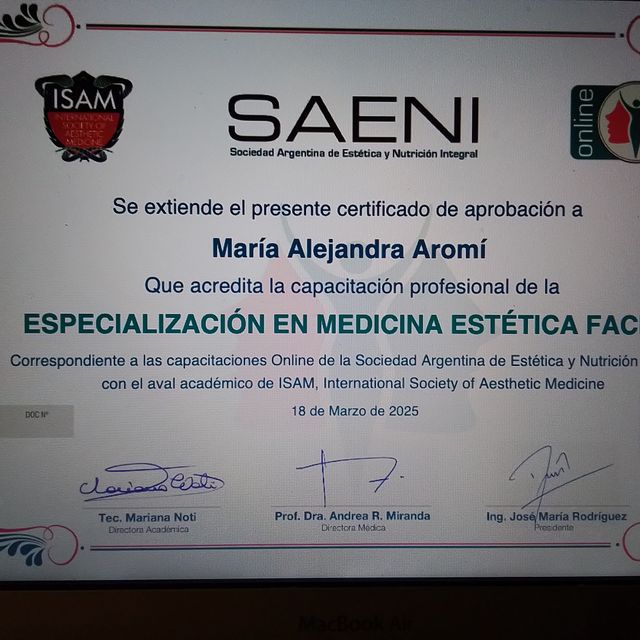 ISAM
INTERNATIONAL
SOCIETY OF
AESTHETIC
MEDICINE
SAENI
Sociedad Argentina de Estética y Nutrición Integral
online
Se extiende el presente certificado de aprobación a
María Alejandra Aromí
Que acredita la capacitación profesional de la
ESPECIALIZACIÓN EN MEDICINA ESTÉTICA FAC
Correspondiente a las capacitaciones Online de la Sociedad Argentina de Estética y Nutrición
con el aval académico de ISAM, International Society of Aesthetic Medicine
18 de Marzo de 2025
DOC Nº
Tec. Mariana Noti
Directora Académica
Prof. Dra. Andrea R. Miranda
Directora Médica
Ing. José María Rodríguez
Presidente
MacBook Air